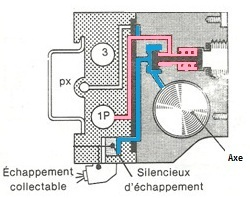 3
px
1P
Axe
Échappement
collectable
Silencieux
d'échappement